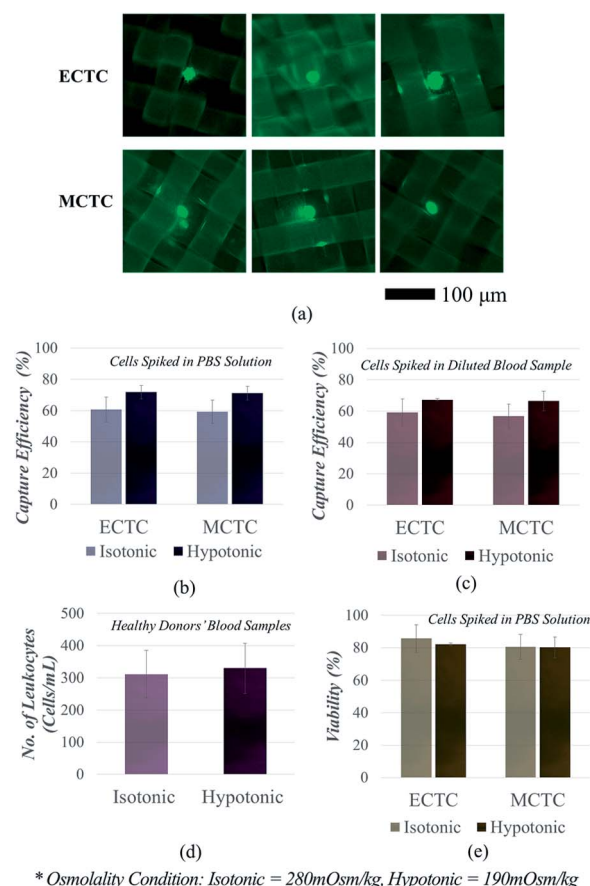 ECTC
MCTC
100 μm
(a)
Capture Efficiency (%)
100
80
60
40
20
0
Cells Spiked in PBS Solution
ECTC MCTC
Isotonic Hypotonic
(b)
Capture Efficiency (%)
100
80
60
40
20
0
Cells Spiked in Diluted Blood Sample
ECTC MCTC
Isotonic Hypotonic
(c)
No. of Leukocytes
(Cells/mL)
500
400
300
200
100
0
Healthy Donors' Blood Samples
Isotonic Hypotonic
(d)
Viability (%)
100
80
60
40
20
0
Cells Spiked in PBS Solution
ECTC MCTC
Isotonic Hypotonic
(e)
* Osmolality Condition: Isotonic = 280mOsm/kg, Hypotonic = 190mOsm/kg